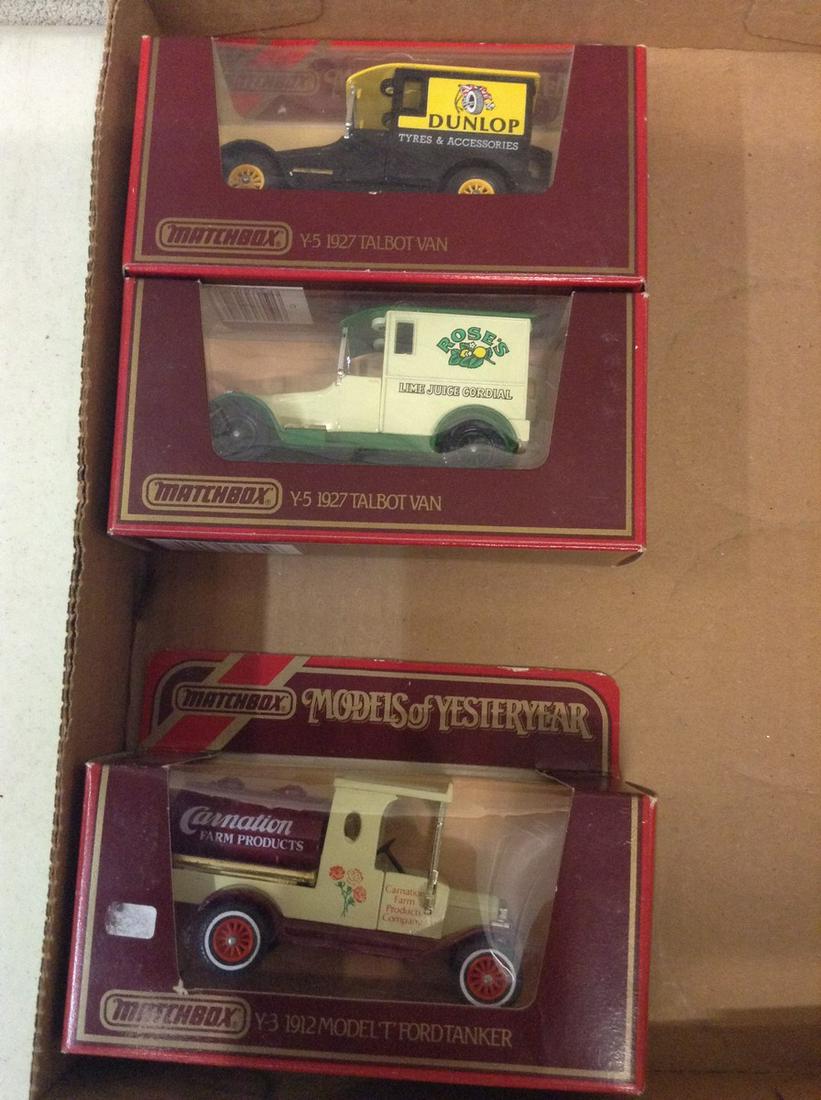 DUNLOP
TYRES & ACCESSORIES
MATCHBOX Y-5 1927 TALBOT VAN
ROSE'S
LIME JUICE CORDIAL
MATCHBOX Y-5 1927 TALBOT VAN
MATCHBOX MODELS of YESTERYEAR
Carnation
FARM PRODUCTS
Carnation
Farm
Products
Company
MATCHBOX Y-3 1912 MODEL 'T' FORD TANKER